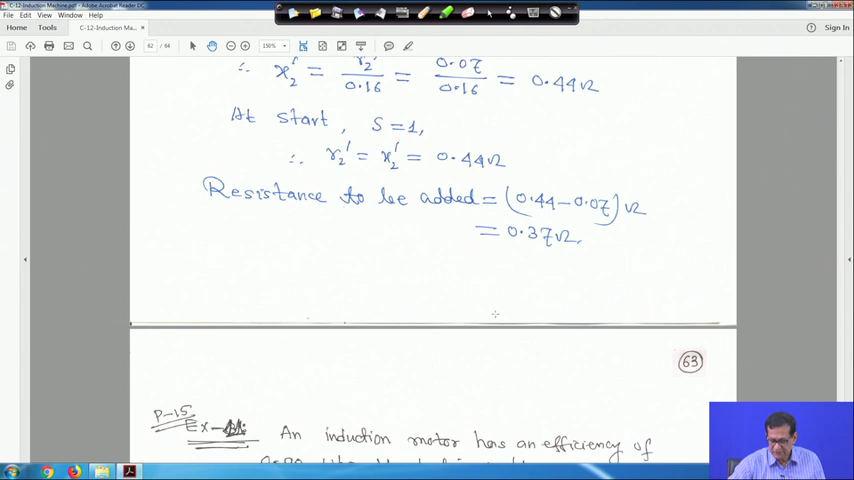 C-12-Induction Machine.pdf - Adobe Acrobat Reader DC
File Edit View Window Help
Home Tools C-12-Induction Ma... × Sign In
62 / 64 150%
∴ x₂' = r₂' / 0.16 = 0.07 / 0.16 = 0.44Ω
At start, S = 1,
∴ r₂' = x₂' = 0.44Ω
Resistance to be added = (0.44 - 0.07) Ω
= 0.37Ω.
63
P-15
Ex-
An induction motor has an efficiency of